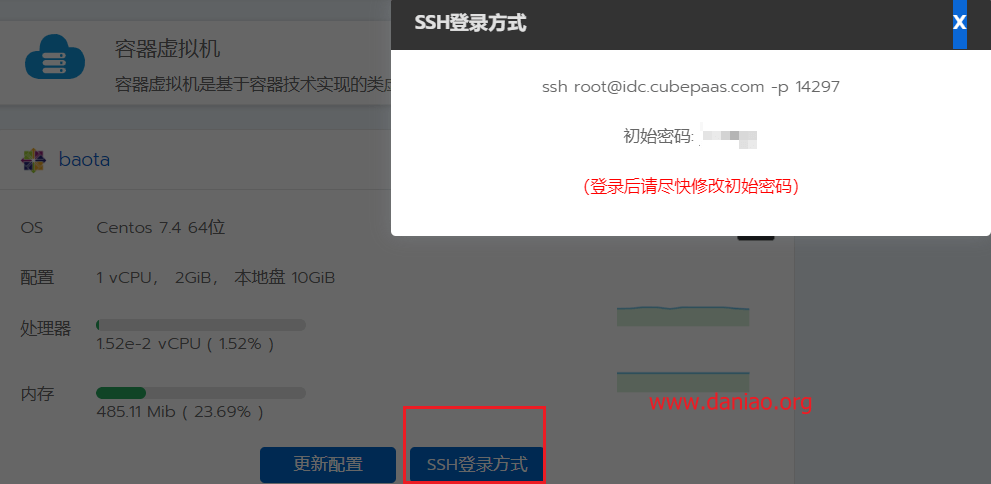 SSH登录方式
X
ssh root@idc.cubepaas.com -p 14297
初始密码:
(登录后请尽快修改初始密码)
容器虚拟机
容器虚拟机是基于容器技术实现的类虚
baota
OS Centos 7.4 64位
配置 1 vCPU, 2GiB, 本地盘 10GiB
处理器
1.52e-2 vCPU ( 1.52% )
内存
485.11 Mib ( 23.69% )
www.daniao.org
更新配置 SSH登录方式